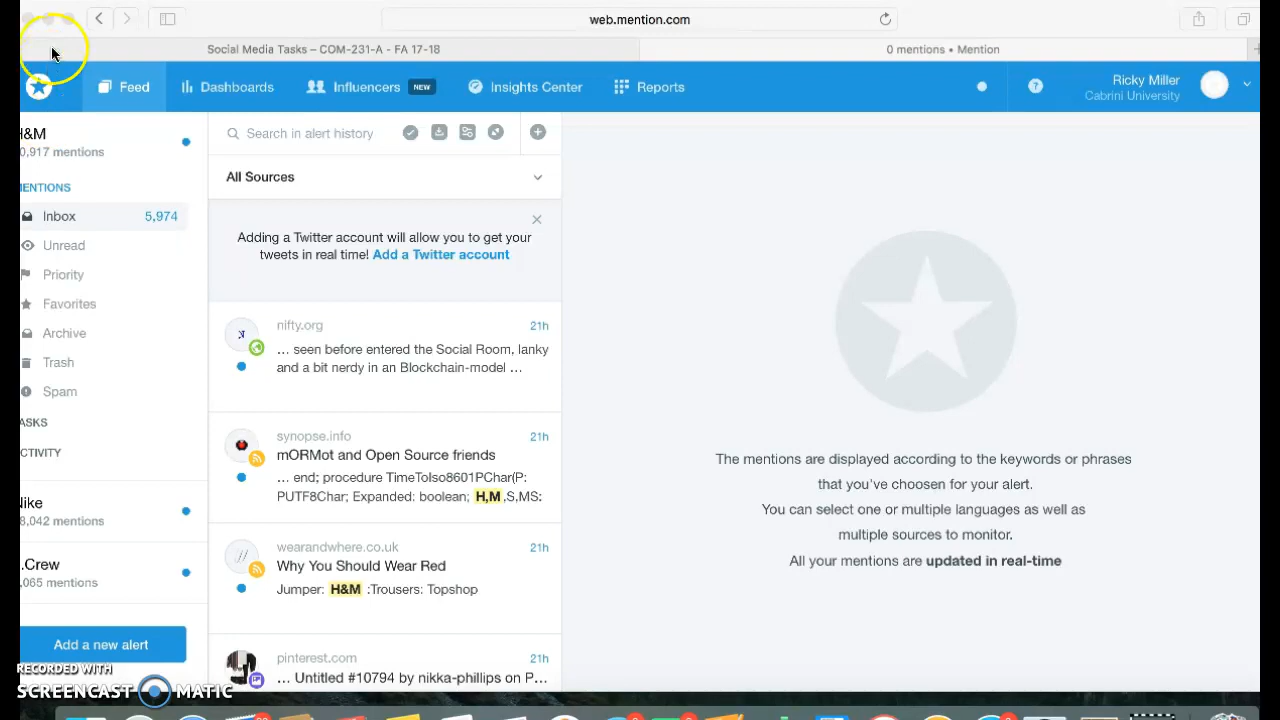 web.mention.com
Social Media Tasks – COM-231-A - FA 17-18
0 mentions • Mention
Feed
Dashboards
Influencers NEW
Insights Center
Reports
Ricky Miller
Cabrini University
H&M
0,917 mentions
ENTIONS
Inbox 5,974
Unread
Priority
Favorites
Archive
Trash
Spam
ASKS
CTIVITY
Nike
8,042 mentions
.Crew
,065 mentions
Add a new alert
RECORDED WITH
SCREENCAST MATIC
Search in alert history
All Sources
Adding a Twitter account will allow you to get your
tweets in real time! Add a Twitter account
nifty.org 21h
... seen before entered the Social Room, lanky
and a bit nerdy in an Blockchain-model ...
synopse.info 21h
mORMot and Open Source friends
... end; procedure TimeToIso8601PChar(P:
PUTF8Char; Expanded: boolean; H,M,S,MS:
wearandwhere.co.uk 21h
Why You Should Wear Red
Jumper: H&M :Trousers: Topshop
pinterest.com 21h
... Untitled #10794 by nikka-phillips on P...
The mentions are displayed according to the keywords or phrases
that you've chosen for your alert.
You can select one or multiple languages as well as
multiple sources to monitor.
All your mentions are updated in real-time